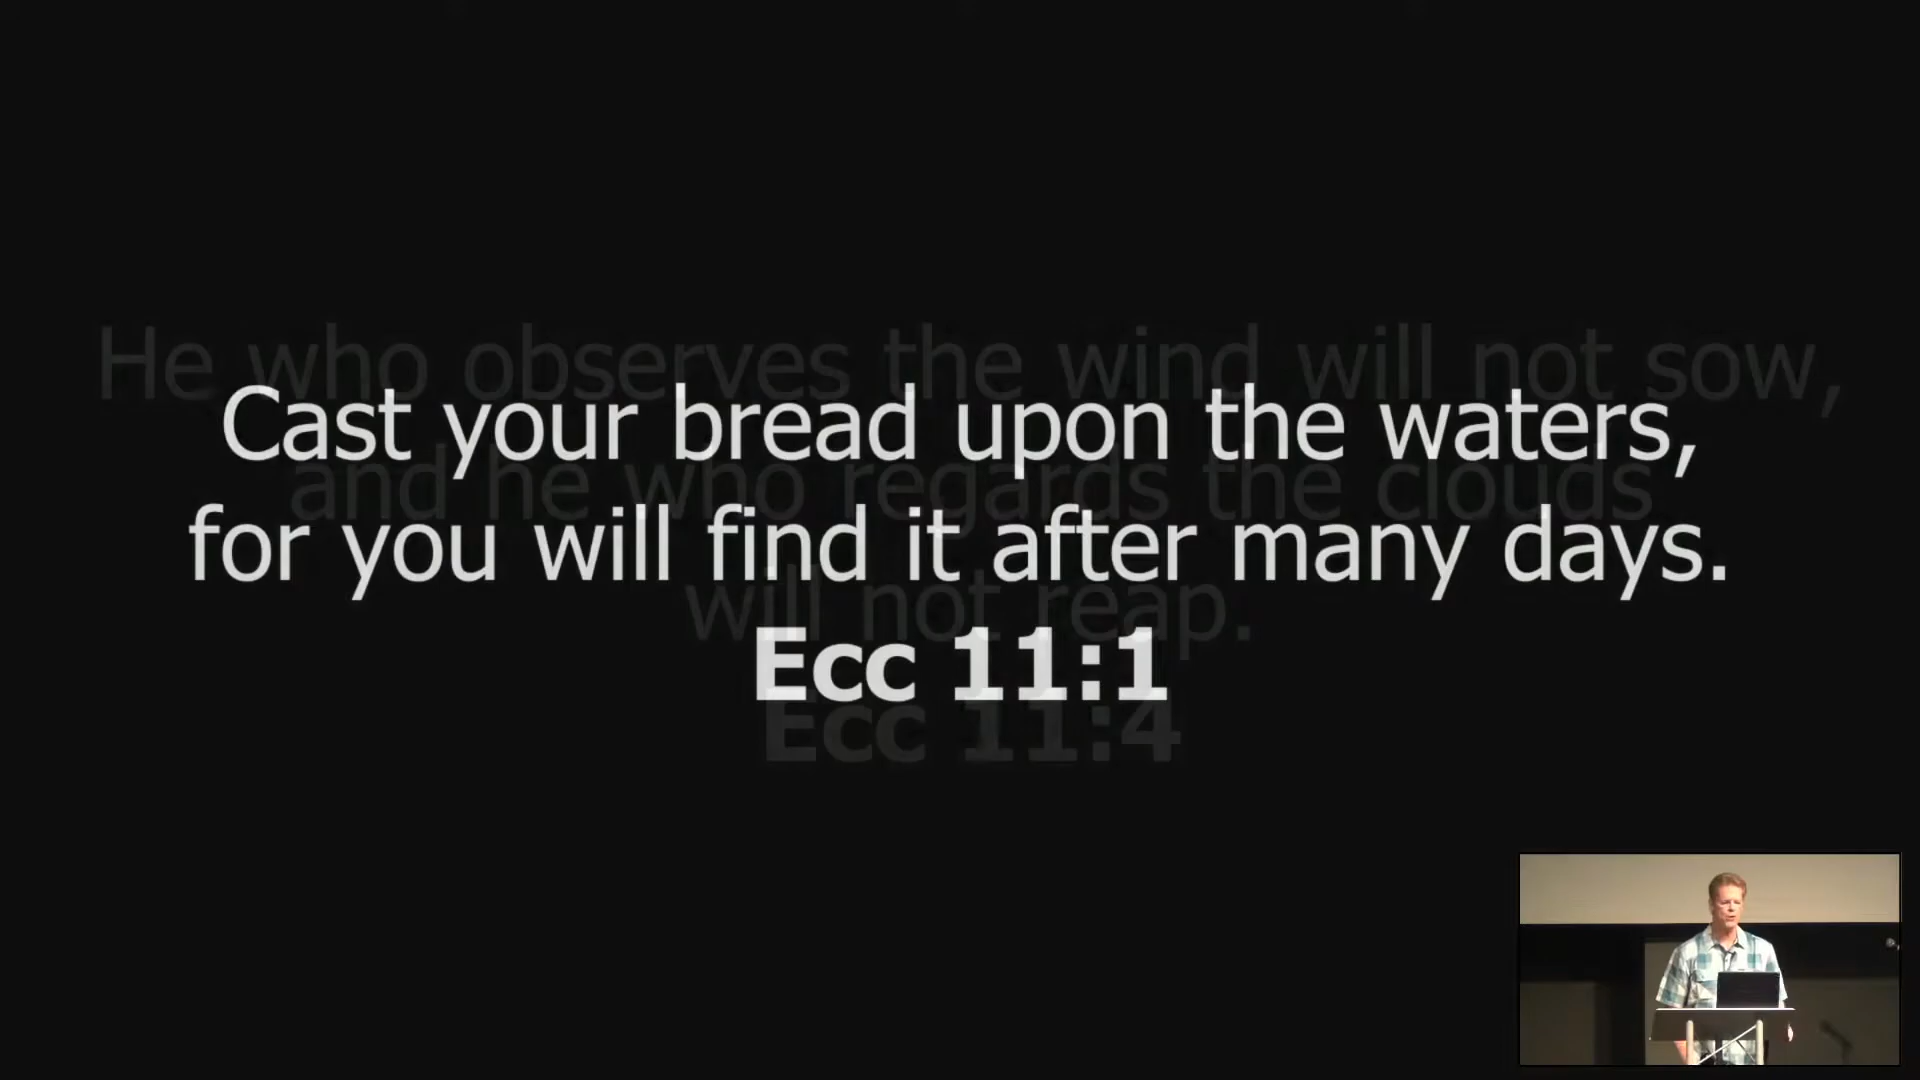 He who observes the wind will not sow,
Cast your bread upon the waters,
and he who regards the clouds
for you will find it after many days.
will not reap.
Ecc 11:1
Ecc 11:4